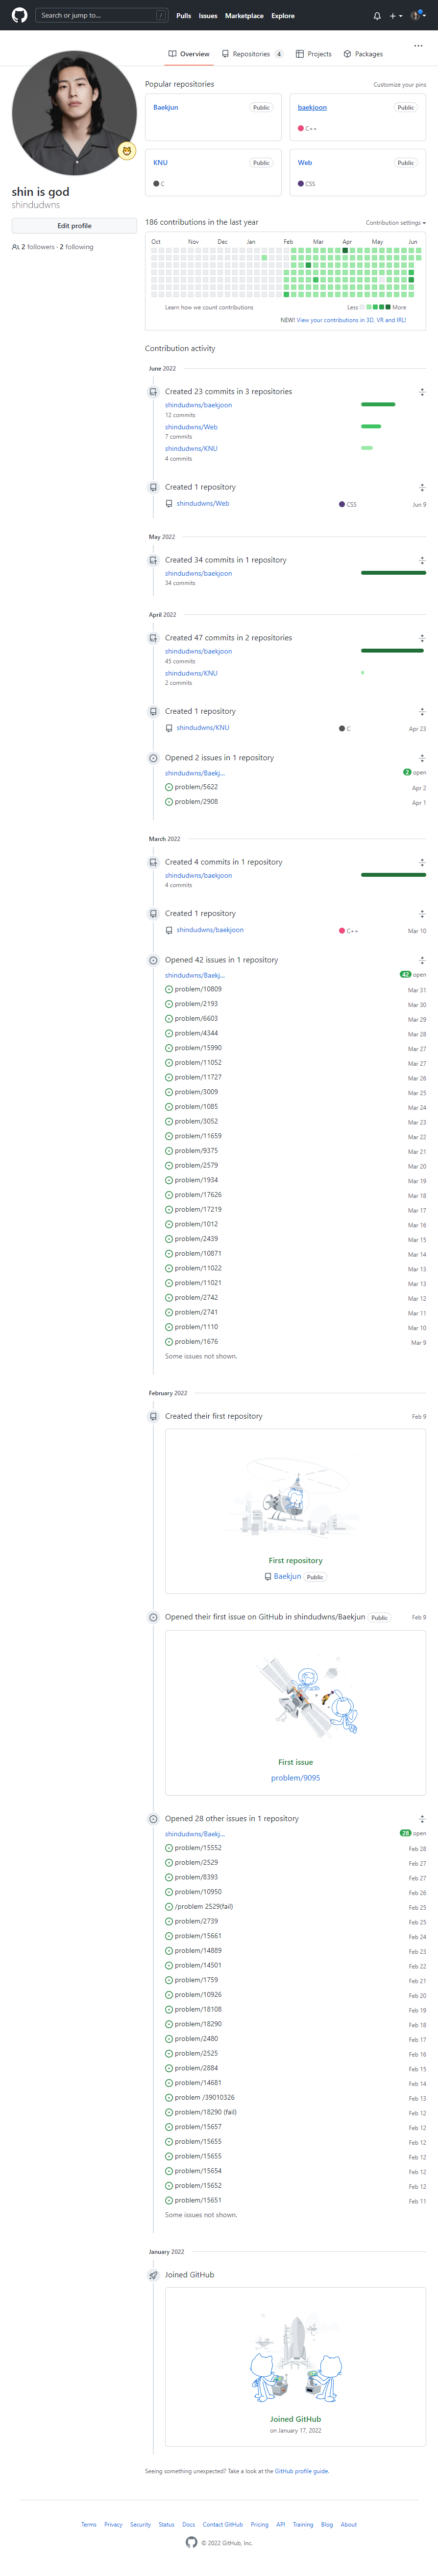 Search or jump to...
/
Pulls Issues Marketplace Explore
Overview Repositories 4 Projects Packages
shin is god
shindudwns
Edit profile
2 followers · 2 following
Popular repositories Customize your pins
Baekjun Public
baekjoon Public
C++
KNU Public
C
Web Public
CSS
186 contributions in the last year Contribution settings
Oct Nov Dec Jan Feb Mar Apr May Jun
Learn how we count contributions Less More
NEW! View your contributions in 3D, VR and IRL!
Contribution activity
June 2022
Created 23 commits in 3 repositories
shindudwns/baekjoon
12 commits
shindudwns/Web
7 commits
shindudwns/KNU
4 commits
Created 1 repository
shindudwns/Web CSS Jun 9
May 2022
Created 34 commits in 1 repository
shindudwns/baekjoon
34 commits
April 2022
Created 47 commits in 2 repositories
shindudwns/baekjoon
45 commits
shindudwns/KNU
2 commits
Created 1 repository
shindudwns/KNU C Apr 23
Opened 2 issues in 1 repository
shindudwns/Baekj... 2 open
problem/5622 Apr 2
problem/2908 Apr 1
March 2022
Created 4 commits in 1 repository
shindudwns/baekjoon
4 commits
Created 1 repository
shindudwns/baekjoon C++ Mar 10
Opened 42 issues in 1 repository
shindudwns/Baekj... 42 open
problem/10809 Mar 31
problem/2193 Mar 30
problem/6603 Mar 29
problem/4344 Mar 28
problem/15990 Mar 27
problem/11052 Mar 27
problem/11727 Mar 26
problem/3009 Mar 25
problem/1085 Mar 24
problem/3052 Mar 23
problem/11659 Mar 22
problem/9375 Mar 21
problem/2579 Mar 20
problem/1934 Mar 19
problem/17626 Mar 18
problem/17219 Mar 17
problem/1012 Mar 16
problem/2439 Mar 15
problem/10871 Mar 14
problem/11022 Mar 13
problem/11021 Mar 13
problem/2742 Mar 12
problem/2741 Mar 11
problem/1110 Mar 10
problem/1676 Mar 9
Some issues not shown.
February 2022
Created their first repository Feb 9
First repository
Baekjun Public
Opened their first issue on GitHub in shindudwns/Baekjun Public Feb 9
First issue
problem/9095
Opened 28 other issues in 1 repository
shindudwns/Baekj... 28 open
problem/15552 Feb 28
problem/2529 Feb 27
problem/8393 Feb 27
problem/10950 Feb 26
/problem 2529(fail) Feb 25
problem/2739 Feb 25
problem/15661 Feb 24
problem/14889 Feb 23
problem/14501 Feb 22
problem/1759 Feb 21
problem/10926 Feb 20
problem/18108 Feb 19
problem/18290 Feb 18
problem/2480 Feb 17
problem/2525 Feb 16
problem/2884 Feb 15
problem/14681 Feb 14
problem /39010326 Feb 13
problem/18290 (fail) Feb 12
problem/15657 Feb 12
problem/15655 Feb 12
problem/15655 Feb 12
problem/15654 Feb 12
problem/15652 Feb 12
problem/15651 Feb 11
Some issues not shown.
January 2022
Joined GitHub
Joined GitHub
on January 17, 2022
Seeing something unexpected? Take a look at the GitHub profile guide.
Terms Privacy Security Status Docs Contact GitHub Pricing API Training Blog About
© 2022 GitHub, Inc.